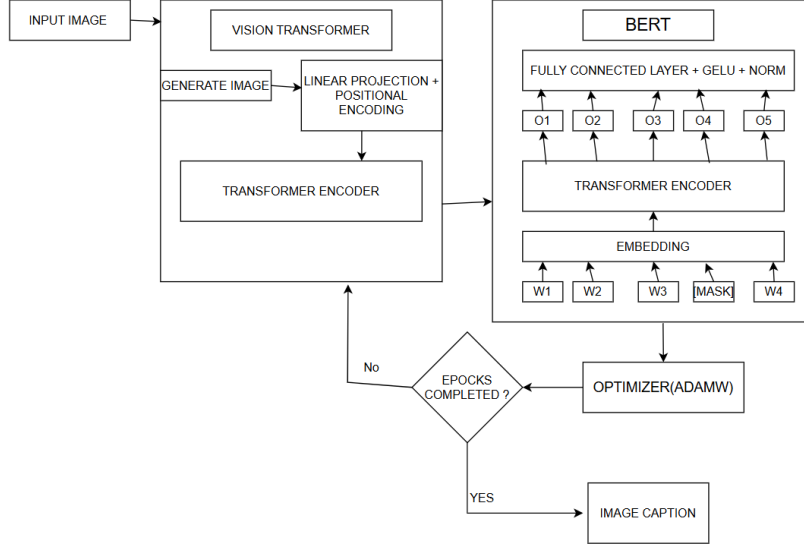 INPUT IMAGE
VISION TRANSFORMER
GENERATE IMAGE
LINEAR PROJECTION +
POSITIONAL
ENCODING
TRANSFORMER ENCODER
BERT
FULLY CONNECTED LAYER + GELU + NORM
O1 O2 O3 O4 O5
TRANSFORMER ENCODER
EMBEDDING
W1 W2 W3 [MASK] W4
OPTIMIZER(ADAMW)
EPOCKS
COMPLETED ?
No
YES
IMAGE CAPTION